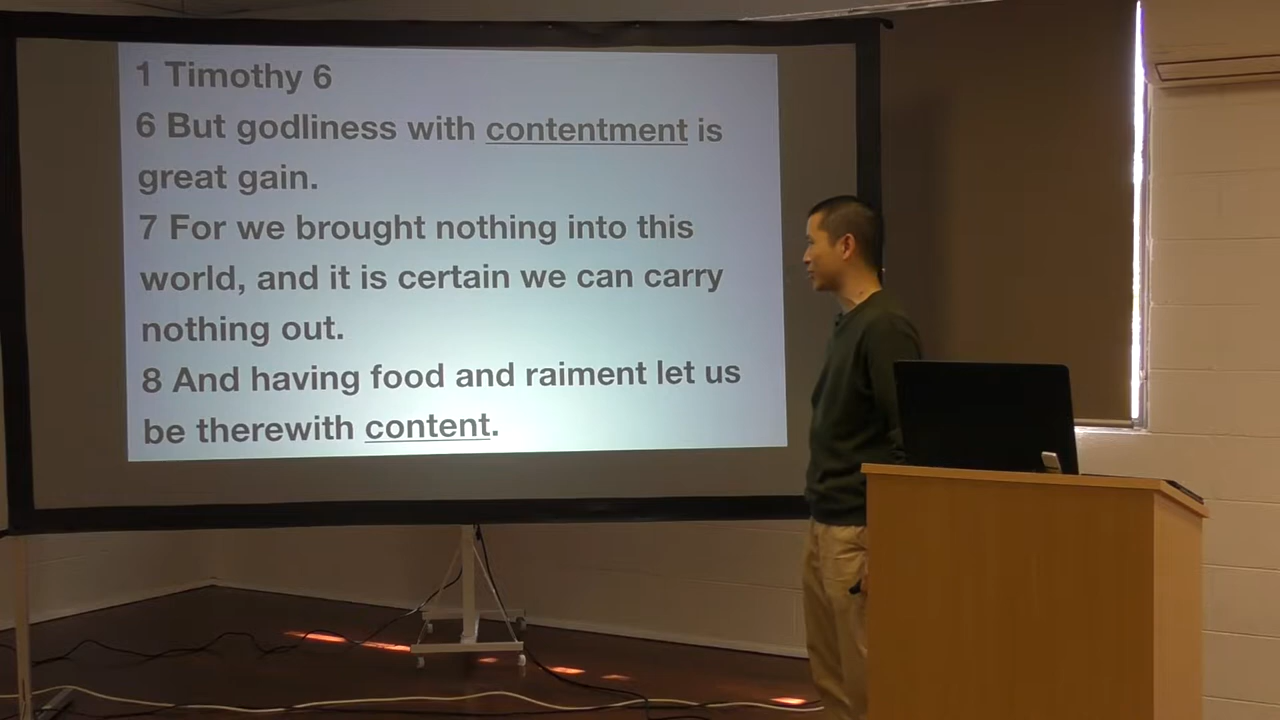 1 Timothy 6
6 But godliness with contentment is
great gain.
7 For we brought nothing into this
world, and it is certain we can carry
nothing out.
8 And having food and raiment let us
be therewith content.